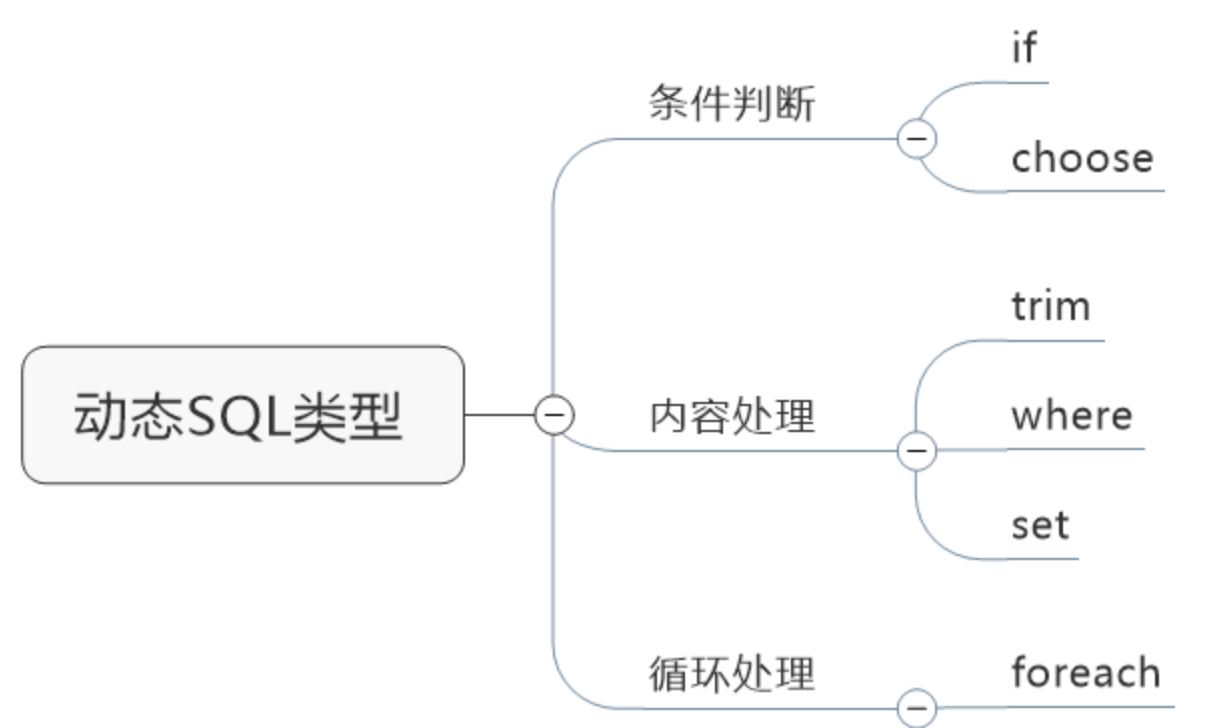 动态SQL类型
条件判断
if
choose
内容处理
trim
where
set
循环处理
foreach